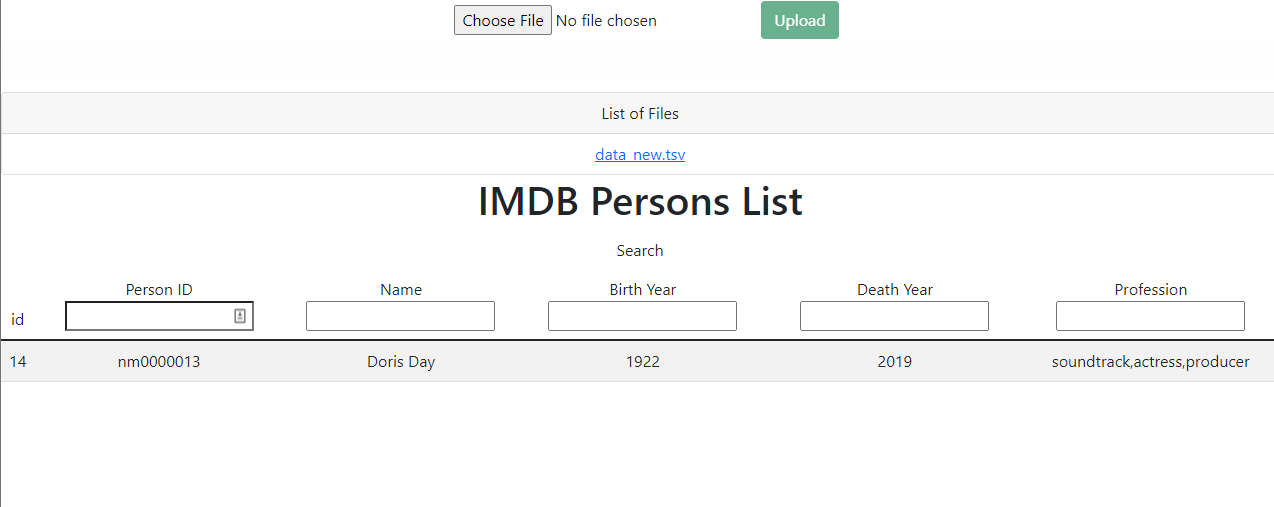 Choose File No file chosen Upload
List of Files
data_new.tsv
IMDB Persons List
Search
id Person ID Name Birth Year Death Year Profession
14 nm0000013 Doris Day 1922 2019 soundtrack,actress,producer